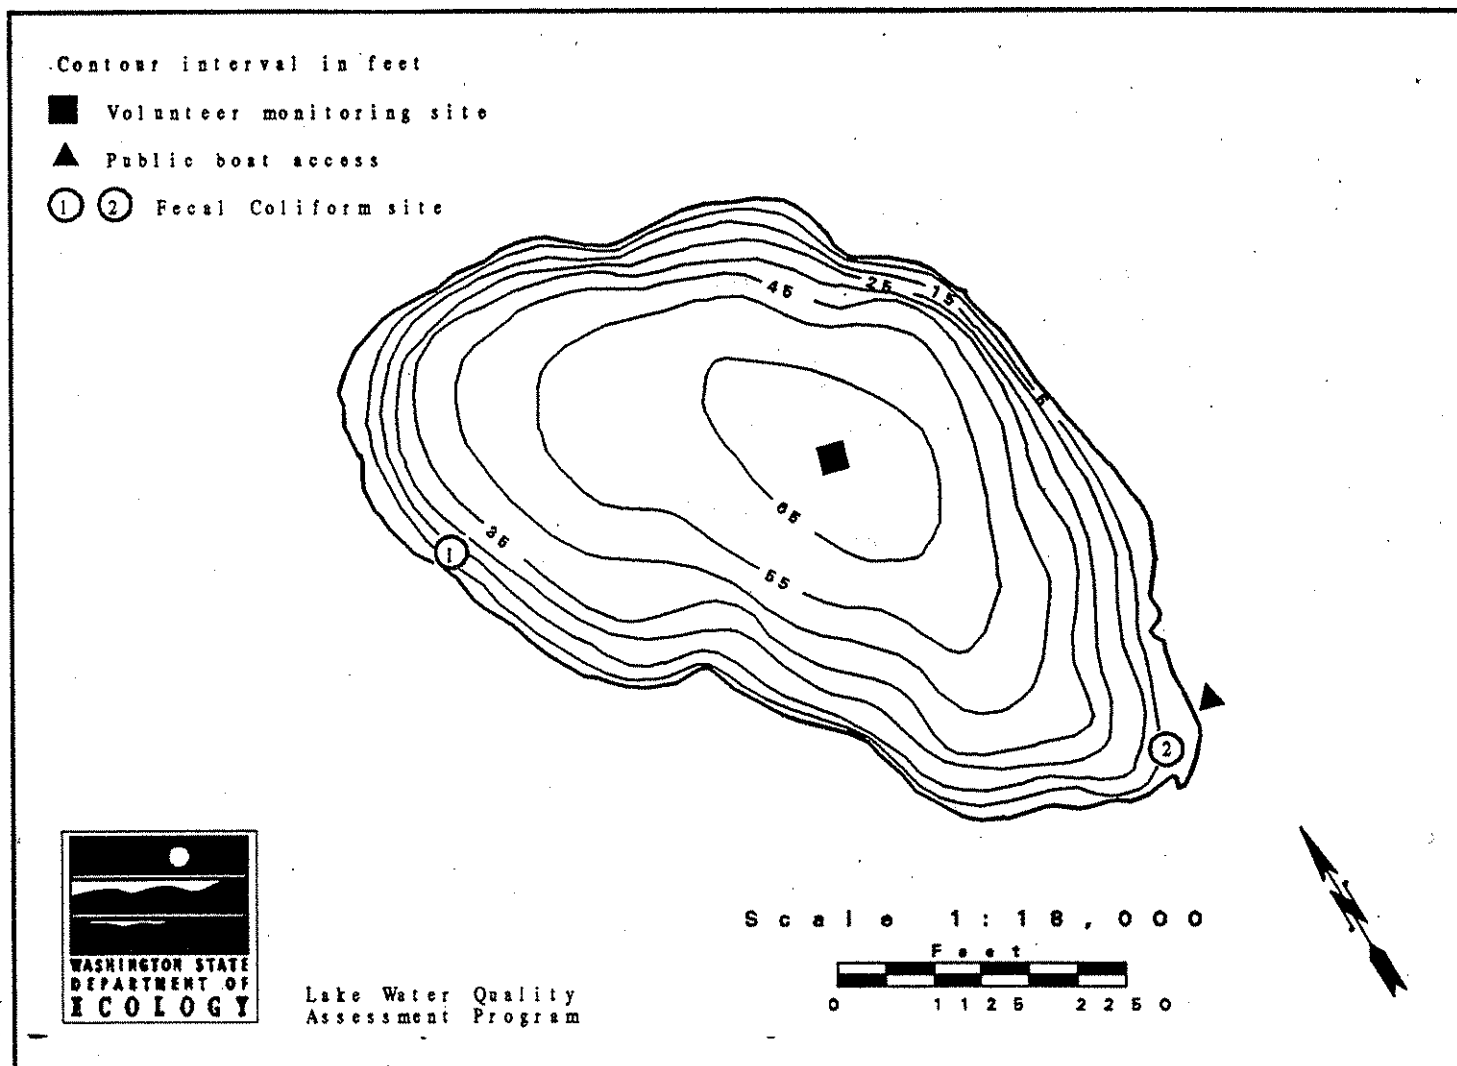 Contour interval in feet
Volunteer monitoring site
Public boat access
1 2 Fecal Coliform site
45
25
15
5
65
35
1
55
2
N
Scale 1:18,000
Feet
0 1125 2250
WASHINGTON STATE
DEPARTMENT OF
ECOLOGY
Lake Water Quality
Assessment Program